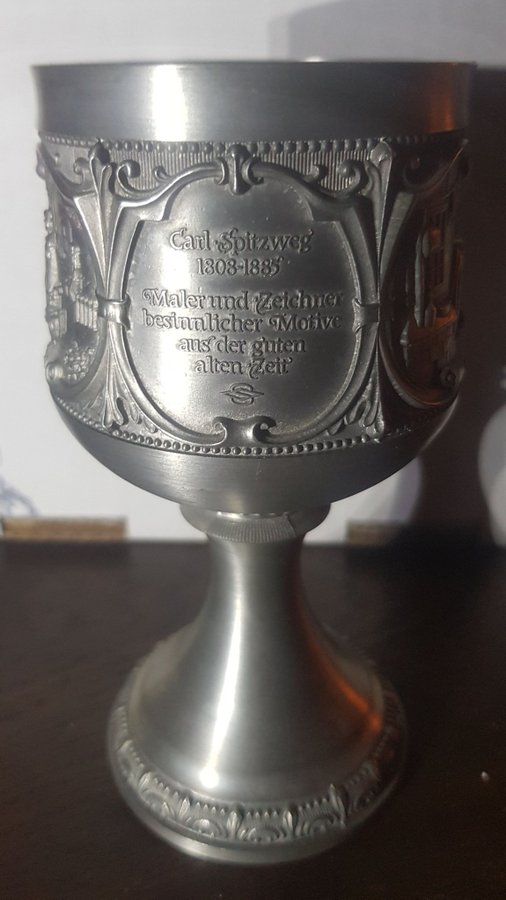 Carl Spitzweg
1808-1885
Maler und Zeichner
besinnlicher Motive
aus der guten
alten Zeit